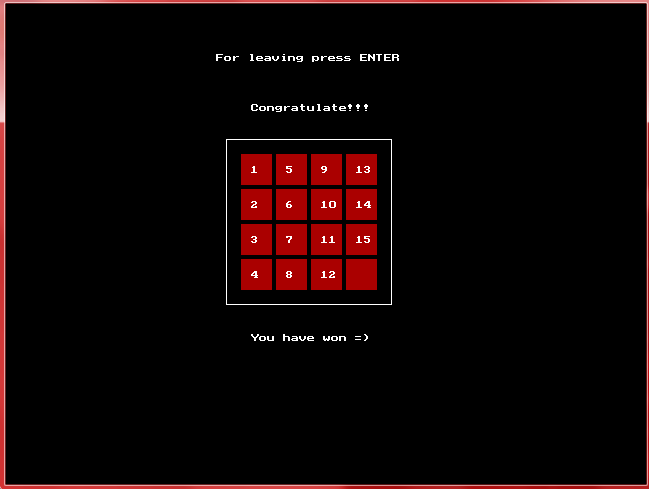 For leaving press ENTER
Congratulate!!!
1 5 9 13
2 6 10 14
3 7 11 15
4 8 12
You have won =)